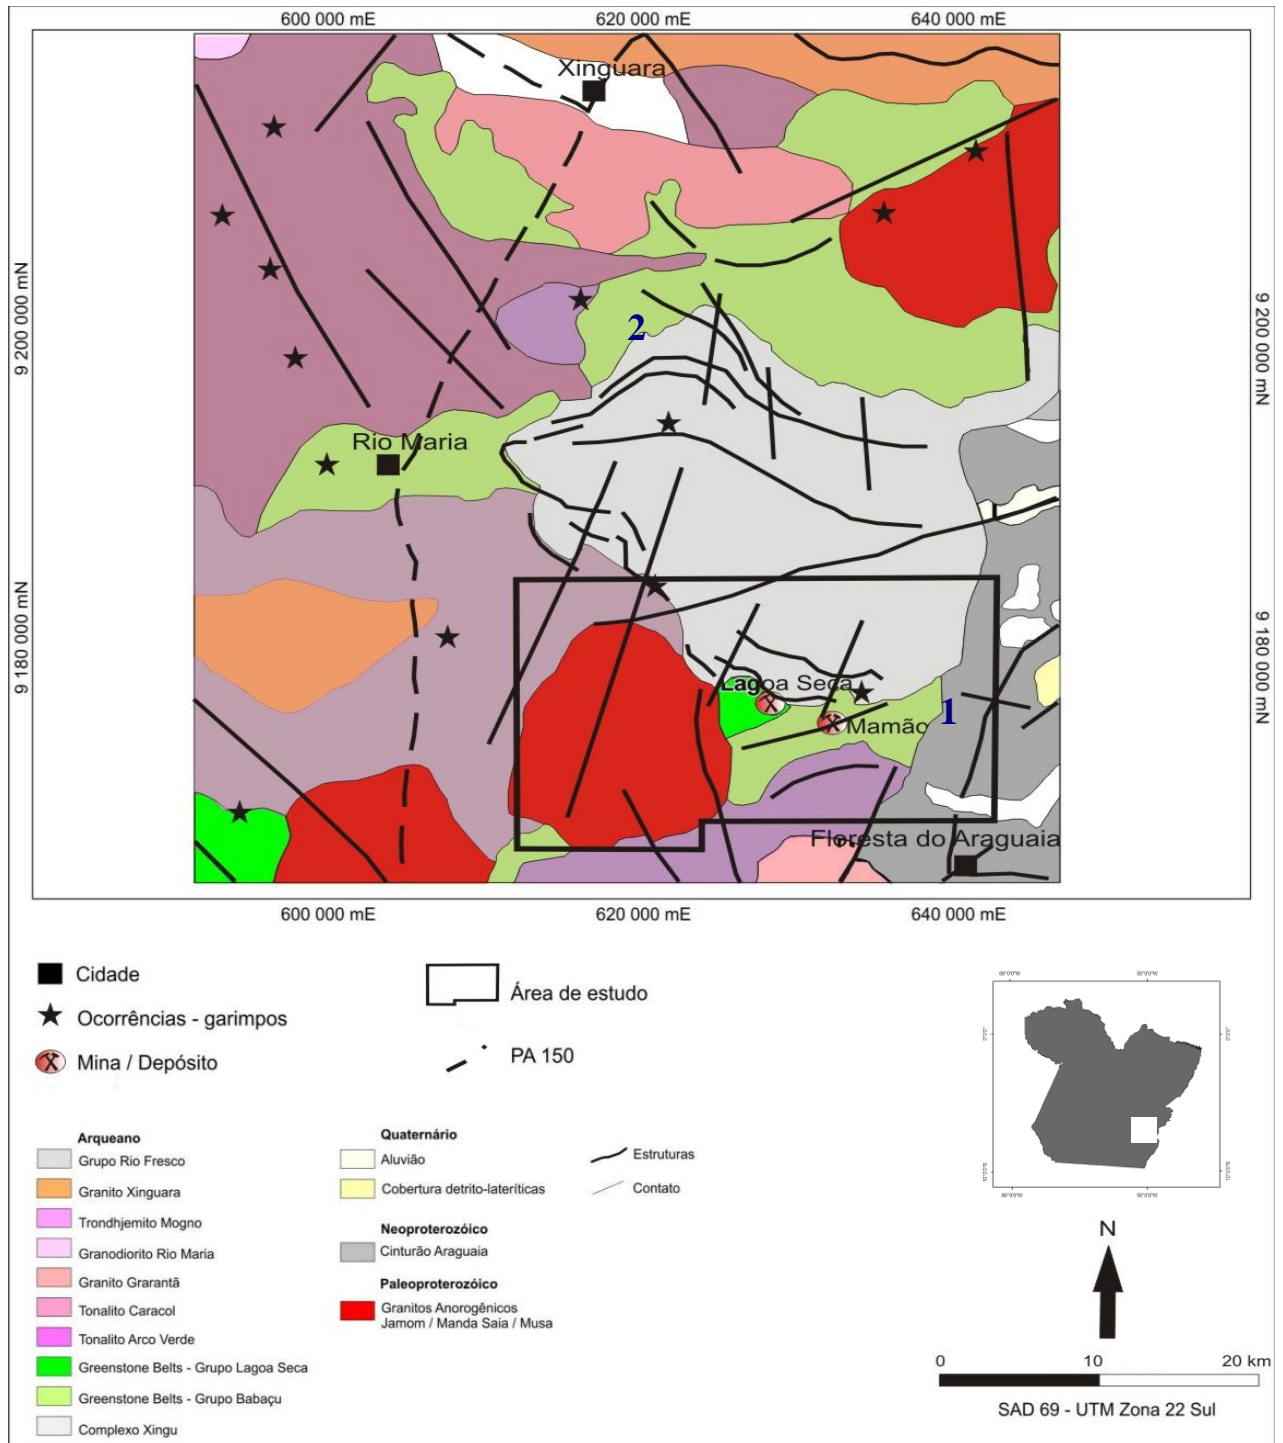 600 000 mE
620 000 mE
640 000 mE
Xinguara
9 200 000 mN
9 200 000 mN
2
Rio Maria
9 180 000 mN
9 180 000 mN
Lagoa Seca
1
Mamão
Floresta do Araguaia
600 000 mE
620 000 mE
640 000 mE
Cidade
Ocorrências - garimpos
Mina / Depósito
Área de estudo
PA 150
Arqueano
Grupo Rio Fresco
Granito Xinguara
Trondhjemito Mogno
Granodiorito Rio Maria
Granito Grarantã
Tonalito Caracol
Tonalito Arco Verde
Greenstone Belts - Grupo Lagoa Seca
Greenstone Belts - Grupo Babaçu
Complexo Xingu
Quaternário
Aluvião
Cobertura detrito-lateríticas
Neoproterozóico
Cinturão Araguaia
Paleoproterozóico
Granitos Anorogênicos
Jamom / Manda Saia / Musa
Estruturas
Contato
N
0 10 20 km
SAD 69 - UTM Zona 22 Sul